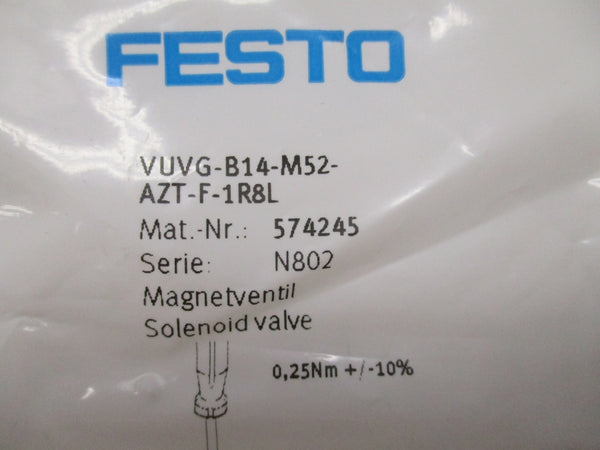 FESTO
VUVG-B14-M52-
AZT-F-1R8L
Mat.-Nr.: 574245
Serie: N802
Magnetventil
Solenoid valve
0,25Nm +/-10%